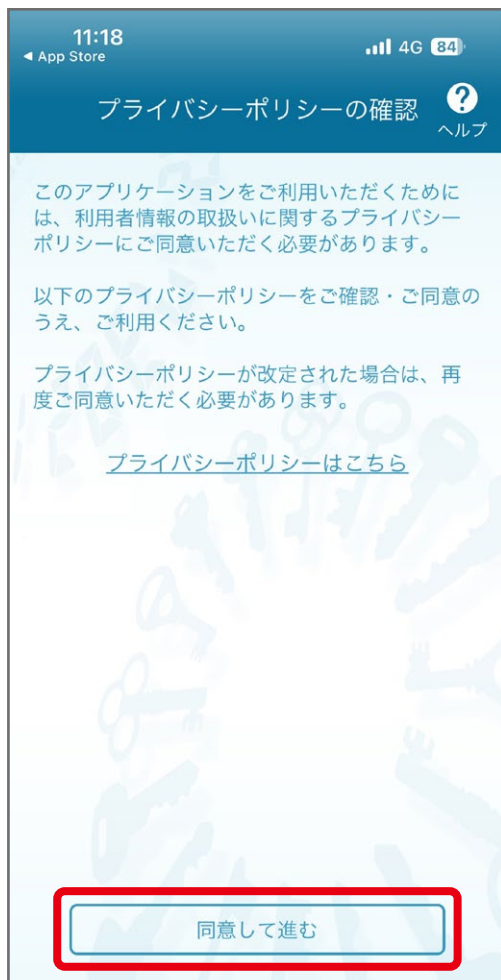 11:18
◀ App Store
4G 84
プライバシーポリシーの確認
?
ヘルプ
このアプリケーションをご利用いただくために
は、利用者情報の取扱いに関するプライバシー
ポリシーにご同意いただく必要があります。
以下のプライバシーポリシーをご確認・ご同意の
うえ、ご利用ください。
プライバシーポリシーが改定された場合は、再
度ご同意いただく必要があります。
プライバシーポリシーはこちら
同意して進む